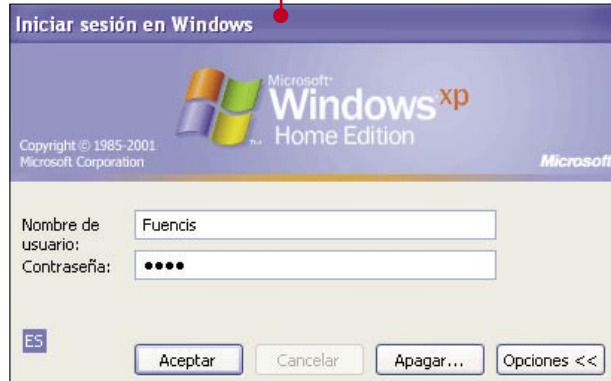 Iniciar sesión en Windows
Microsoft
Windows xp
Home Edition
Copyright © 1985-2001
Microsoft Corporation
Microsoft
Nombre de usuario:
Fuencis
Contraseña:
••••
ES
Aceptar
Cancelar
Apagar...
Opciones <<